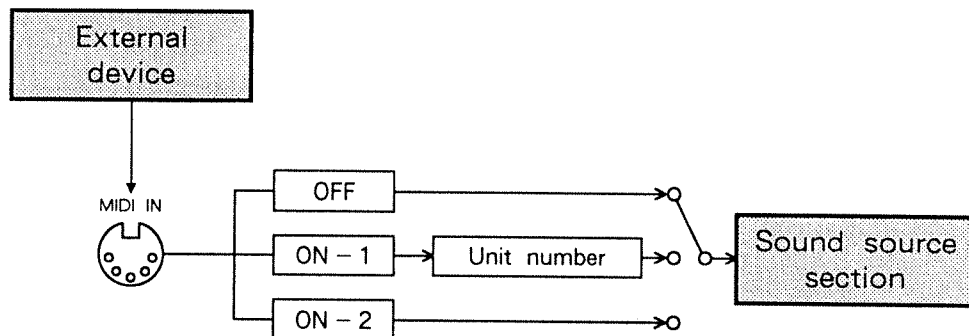 External
device
MIDI IN
OFF
ON – 1
Unit number
ON – 2
Sound source
section